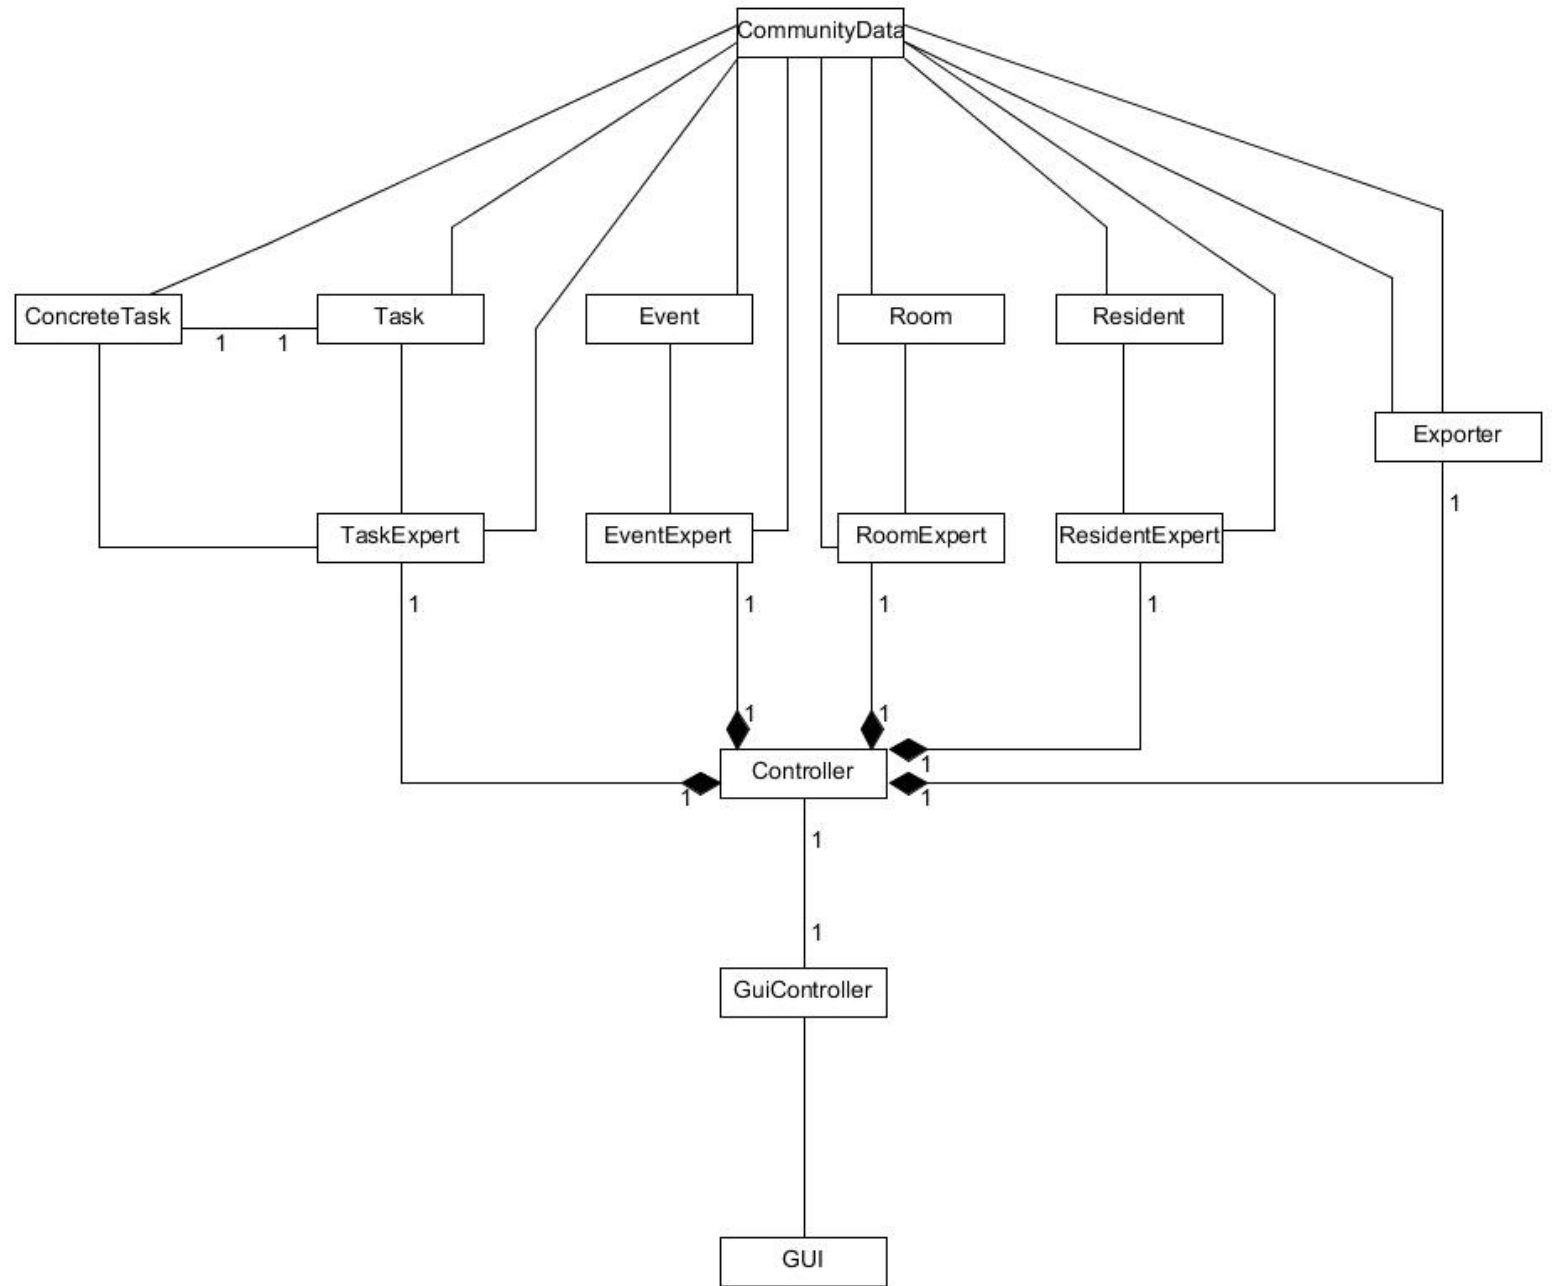 CommunityData
ConcreteTask
Task
Event
Room
Resident
1
1
Exporter
1
TaskExpert
EventExpert
RoomExpert
ResidentExpert
1
1
1
1
1
1
1
Controller
1
1
1
1
GuiController
GUI